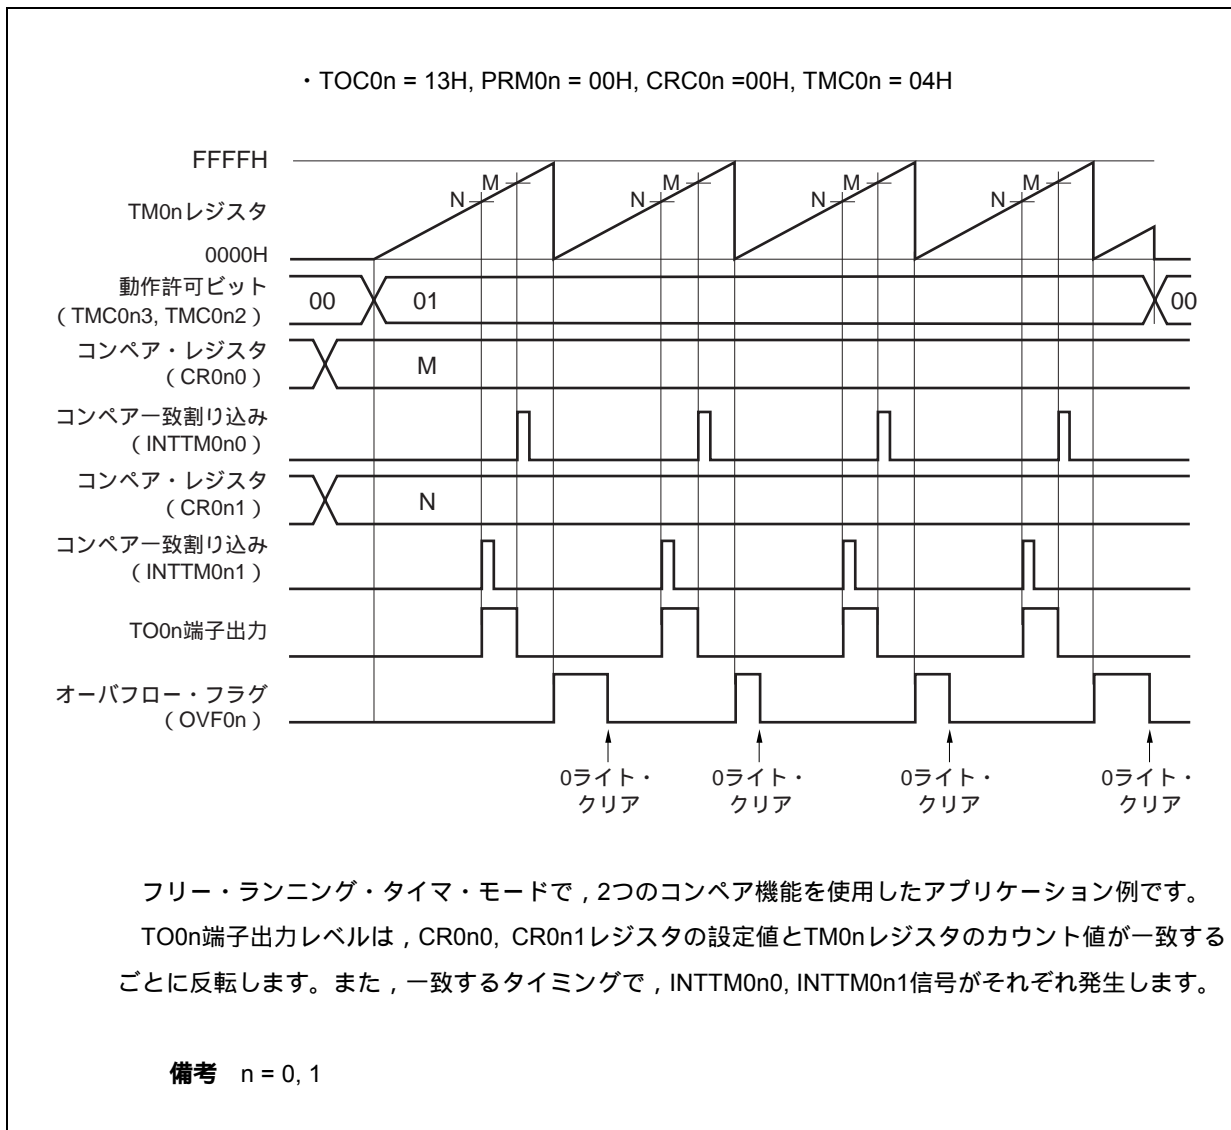 ・TOC0n = 13H, PRM0n = 00H, CRC0n =00H, TMC0n = 04H
FFFFH
TM0nレジスタ
0000H
N M N M N M N M
動作許可ビット
（TMC0n3, TMC0n2）
00 01 00
コンペア・レジスタ
（CR0n0）
M
コンペア一致割り込み
（INTTM0n0）
コンペア・レジスタ
（CR0n1）
N
コンペア一致割り込み
（INTTM0n1）
TO0n端子出力
オーバフロー・フラグ
（OVF0n）
0ライト・ 0ライト・ 0ライト・ 0ライト・
クリア クリア クリア クリア
フリー・ランニング・タイマ・モードで，2つのコンペア機能を使用したアプリケーション例です。
TO0n端子出力レベルは，CR0n0, CR0n1レジスタの設定値とTM0nレジスタのカウント値が一致する
ごとに反転します。また，一致するタイミングで，INTTM0n0, INTTM0n1信号がそれぞれ発生します。
備考 n = 0, 1